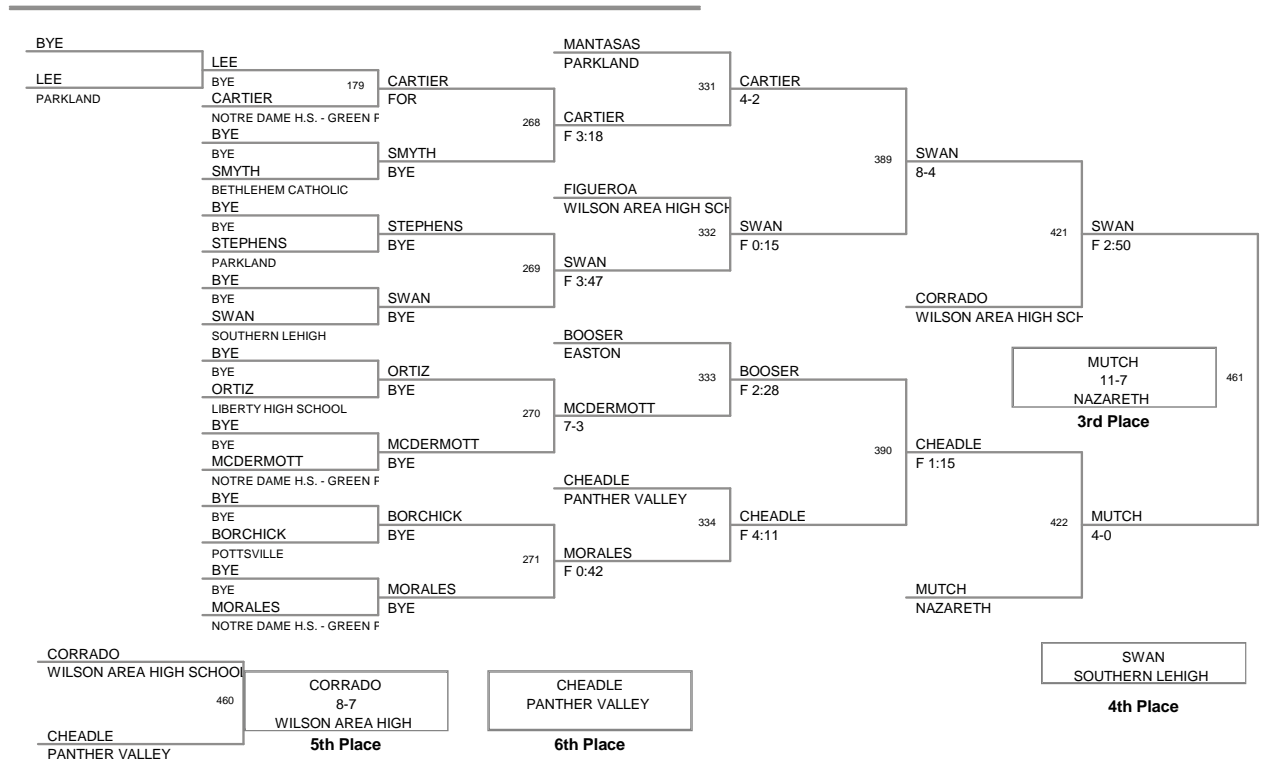 BYE
LEE
PARKLAND
LEE
BYE
CARTIER
NOTRE DAME H.S. - GREEN P
179
BYE
BYE
SMYTH
BETHLEHEM CATHOLIC
BYE
BYE
STEPHENS
PARKLAND
BYE
BYE
SWAN
SOUTHERN LEHIGH
BYE
BYE
ORTIZ
LIBERTY HIGH SCHOOL
BYE
BYE
MCDERMOTT
NOTRE DAME H.S. - GREEN P
BYE
BYE
BORCHICK
POTTSVILLE
BYE
BYE
MORALES
NOTRE DAME H.S. - GREEN P
CARTIER
FOR
268
SMYTH
BYE
STEPHENS
BYE
269
SWAN
BYE
ORTIZ
BYE
270
MCDERMOTT
BYE
BORCHICK
BYE
271
MORALES
BYE
MANTASAS
PARKLAND
331
CARTIER
F 3:18
FIGUEROA
WILSON AREA HIGH SCH
332
SWAN
F 3:47
BOOSER
EASTON
333
MCDERMOTT
7-3
CHEADLE
PANTHER VALLEY
334
MORALES
F 0:42
CARTIER
4-2
389
SWAN
F 0:15
BOOSER
F 2:28
390
CHEADLE
F 4:11
SWAN
8-4
421
CORRADO
WILSON AREA HIGH SCH
CHEADLE
F 1:15
422
MUTCH
NAZARETH
SWAN
F 2:50
MUTCH
4-0
MUTCH
11-7
NAZARETH
461
3rd Place
SWAN
SOUTHERN LEHIGH
4th Place
CORRADO
WILSON AREA HIGH SCHOOL
460
CHEADLE
PANTHER VALLEY
CORRADO
8-7
WILSON AREA HIGH
5th Place
CHEADLE
PANTHER VALLEY
6th Place